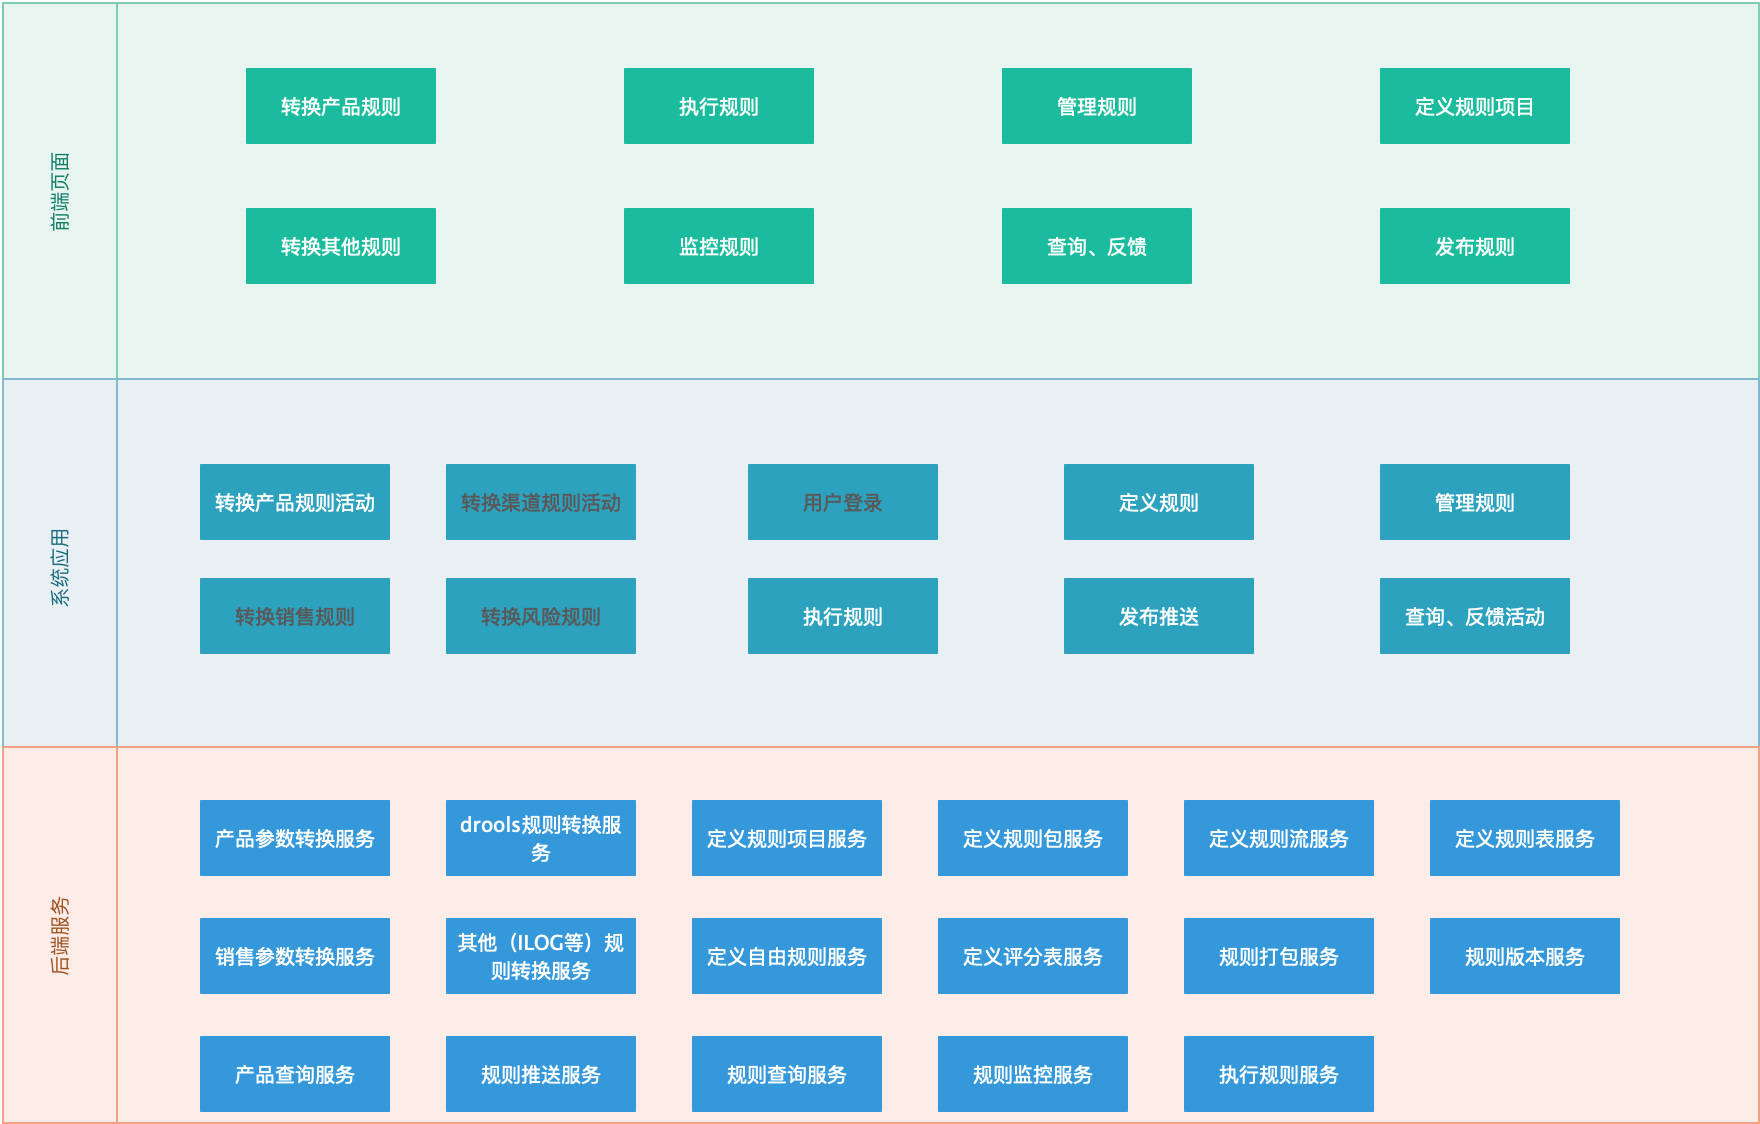 前端页面
转换产品规则
执行规则
管理规则
定义规则项目
转换其他规则
监控规则
查询、反馈
发布规则
系统应用
转换产品规则活动
转换渠道规则活动
用户登录
定义规则
管理规则
转换销售规则
转换风险规则
执行规则
发布推送
查询、反馈活动
后端服务
产品参数转换服务
drools规则转换服
务
定义规则项目服务
定义规则包服务
定义规则流服务
定义规则表服务
销售参数转换服务
其他（ILOG等）规
则转换服务
定义自由规则服务
定义评分表服务
规则打包服务
规则版本服务
产品查询服务
规则推送服务
规则查询服务
规则监控服务
执行规则服务